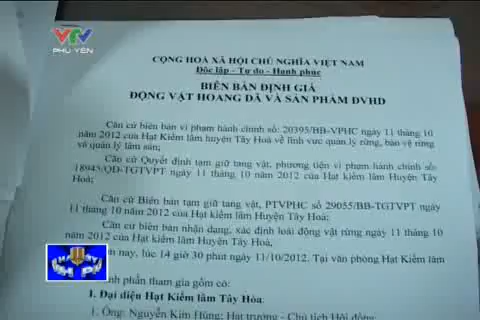 VTV
PHÚ YÊN
CỘNG HOÀ XÃ HỘI CHỦ NGHĨA VIỆT NAM
Độc lập - Tự do - Hạnh phúc
BIÊN BẢN ĐỊNH GIÁ
ĐỘNG VẬT HOANG DÃ VÀ SẢN PHẨM ĐVHD
Căn cứ biên bản vi phạm hành chính số: 20395/BB-VPHC ngày 11 tháng 10
năm 2012 của Hạt Kiểm lâm huyện Tây Hoà về lĩnh vực quản lý rừng, bảo vệ rừng
và quản lý lâm sản;
Căn cứ Quyết định tạm giữ tang vật, phương tiện vi phạm hành chính số:
18945/QĐ-TGTVPT ngày 11 tháng 10 năm 2012 của Hạt Kiểm lâm Huyện Tây
Hoà;
Căn cứ Biên bản tạm giữ tang vật, PTVPHC số 29055/BB-TGTVPT ngày
11 tháng 10 năm 2012 của Hạt Kiểm lâm Huyện Tây Hoà;
Căn cứ biên bản nhận dạng, xác định loài động vật rừng ngày 11 tháng 10
năm 2012 của Hạt kiểm lâm Huyện Tây Hoà,
nay, lúc 14 giờ 30 phút ngày 11/10/2012. Tại văn phòng Hạt Kiểm lâm
phần tham gia gồm có:
1. Đại diện Hạt Kiểm lâm Tây Hòa:
1. Ông: Nguyễn Kim Hùng: Hạt trưởng - Chủ tịch Hội đồng